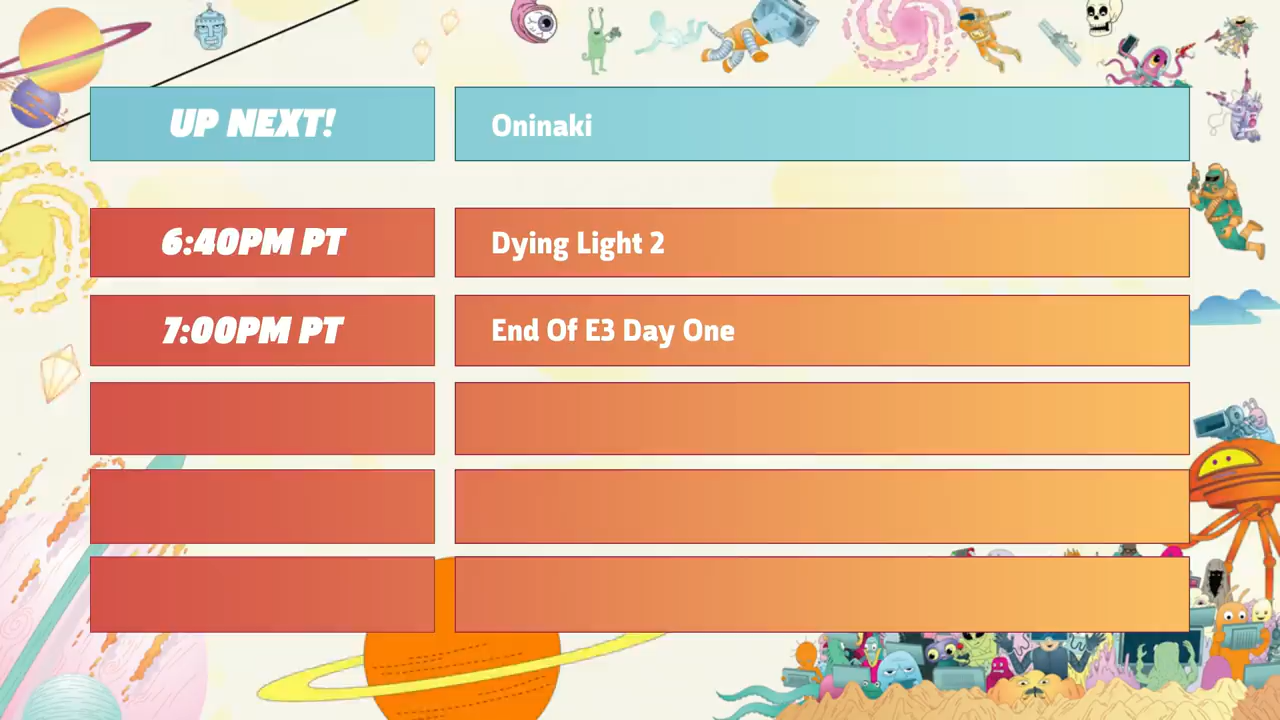 UP NEXT!
Oninaki
6:40PM PT
Dying Light 2
7:00PM PT
End Of E3 Day One